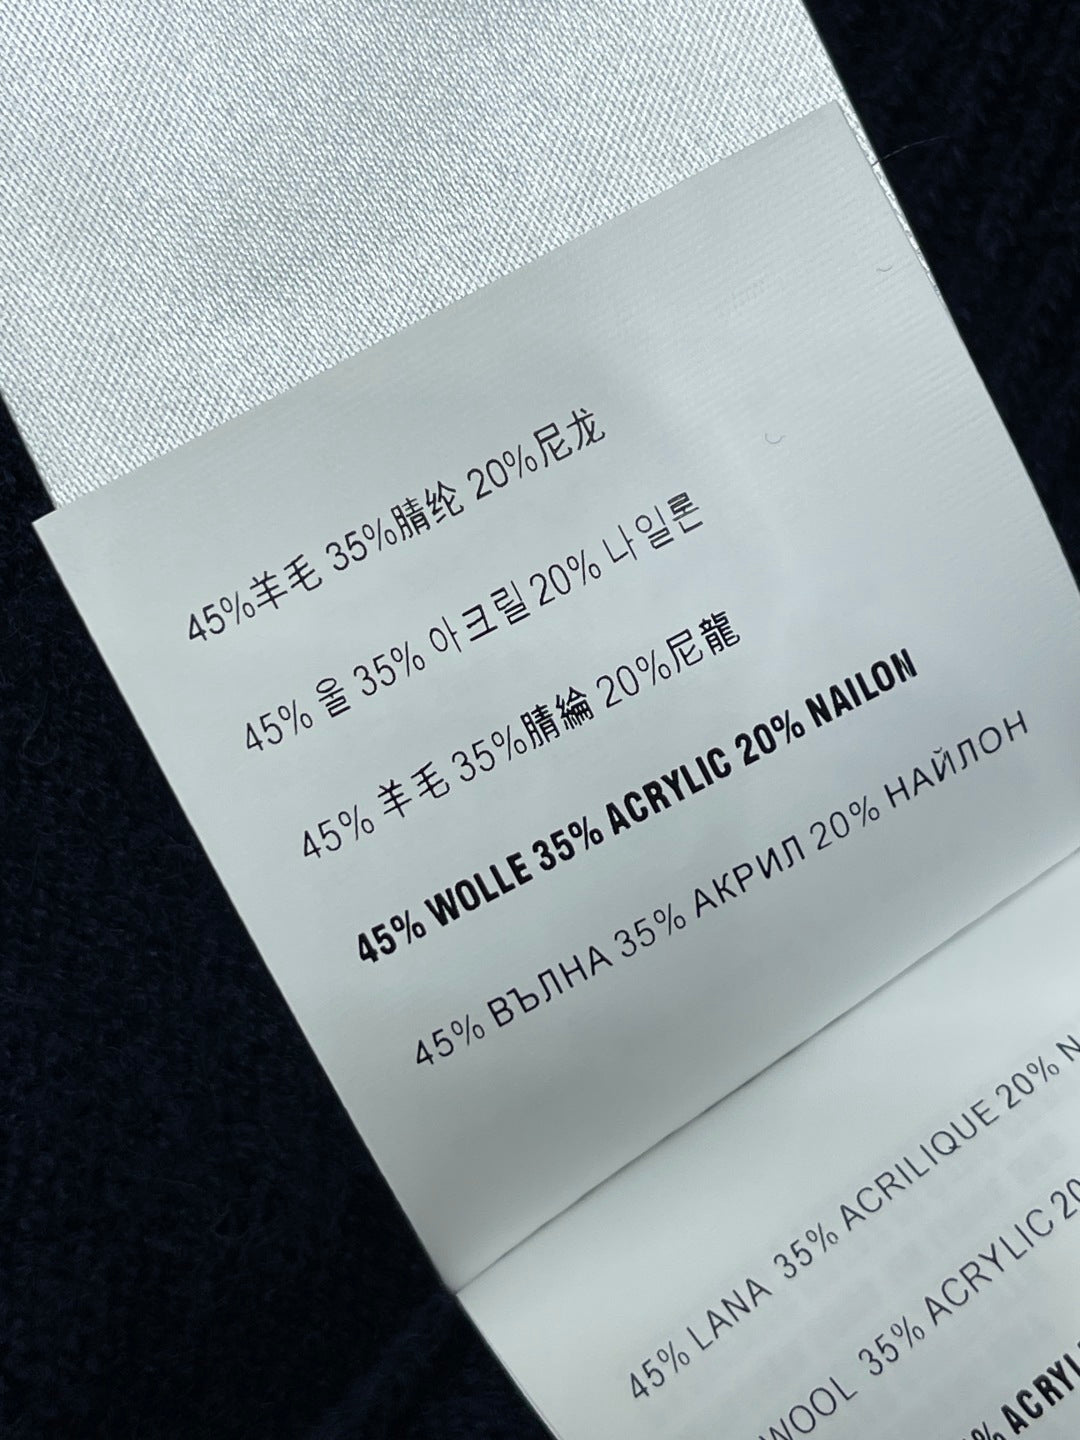 45%羊毛 35%腈纶 20%尼龙
45% 울 35% 아크릴 20% 나일론
45% 羊毛 35%腈綸 20%尼龍
45% WOLLE 35% ACRYLIC 20% NAILON
45% ВЪЛНА 35% АКРИЛ 20% НАЙЛОН
45% LANA 35% ACRILIQUE 20% N
WOOL 35% ACRYLIC 20
% ACRYLI